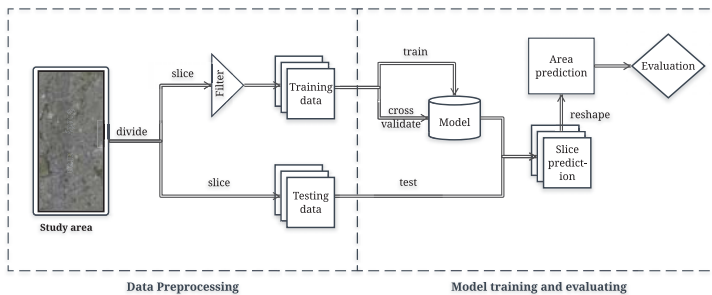 slice
Filter
Training
data
divide
slice
Testing
data
Study area
train
cross
validate
Model
test
Area
prediction
Evaluation
reshape
Slice
predict-
ion
Data Preprocessing
Model training and evaluating